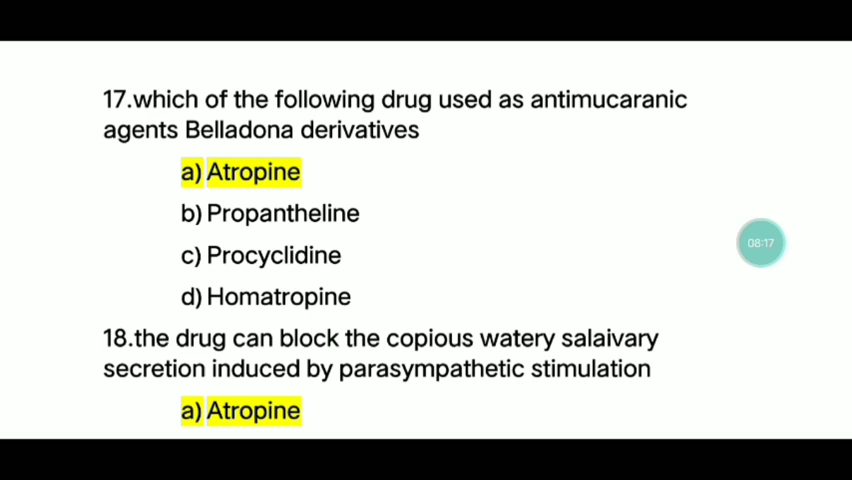 17.which of the following drug used as antimucaranic
agents Belladona derivatives
a) Atropine
b) Propantheline
c) Procyclidine
d) Homatropine
08:17
18.the drug can block the copious watery salaivary
secretion induced by parasympathetic stimulation
a) Atropine